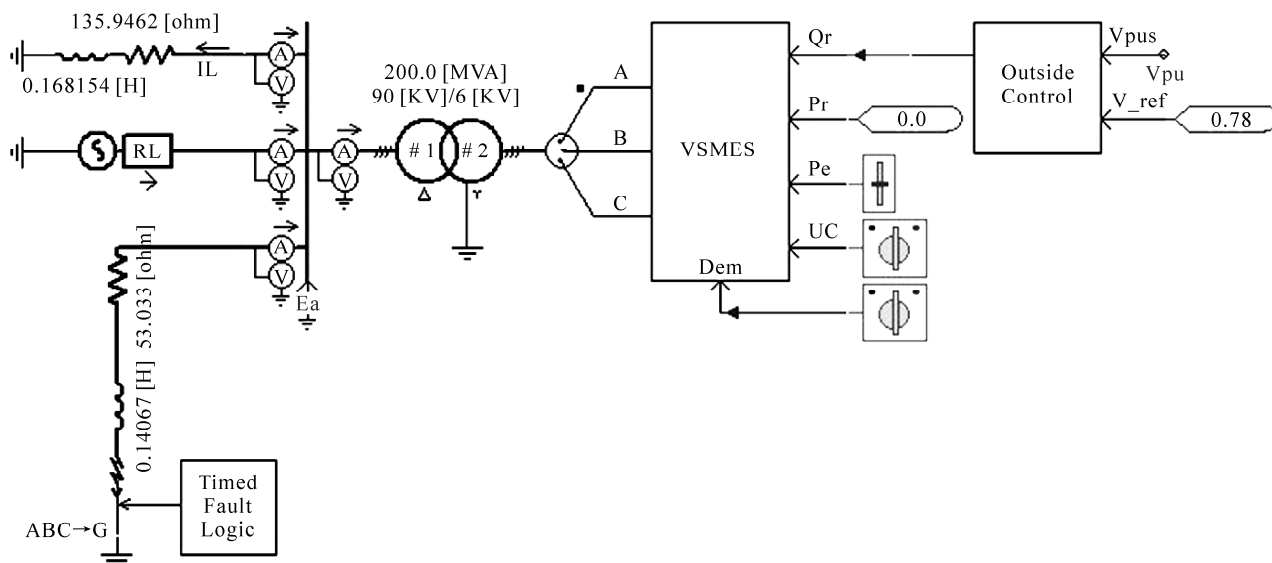 135.9462 [ohm]
IL
0.168154 [H]
A
V
RL
A
V
A
V
200.0 [MVA]
90 [KV]/6 [KV]
# 1
# 2
Δ
Y
A
B
C
VSMES
Qr
Pr
Pe
UC
Dem
0.0
Outside
Control
Vpus
Vpu
V_ref
0.78
A
V
Ea
0.14067 [H] 53.033 [ohm]
Timed
Fault
Logic
ABC→G